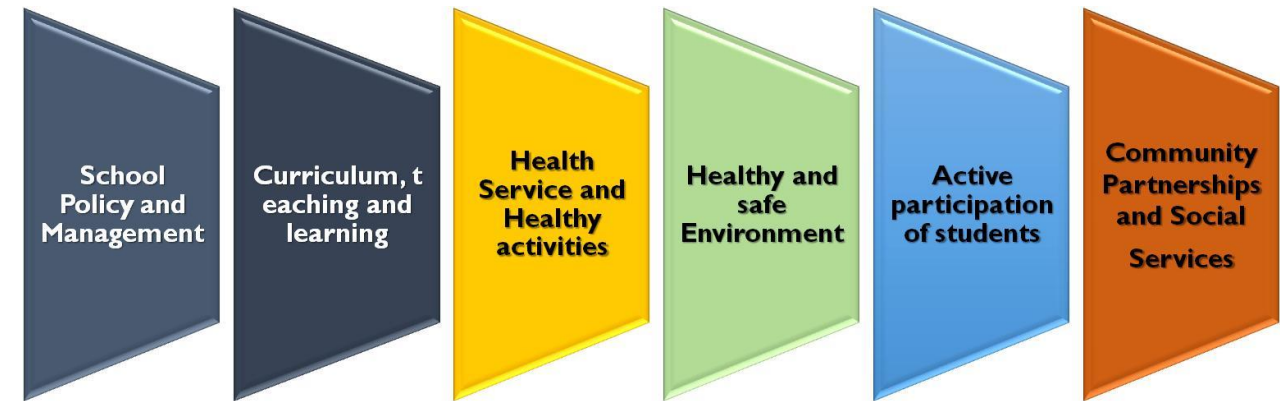 School
Policy and
Management
Curriculum, t
eaching and
learning
Health
Service and
Healthy
activities
Healthy and
safe
Environment
Active
participation
of students
Community
Partnerships
and Social
Services